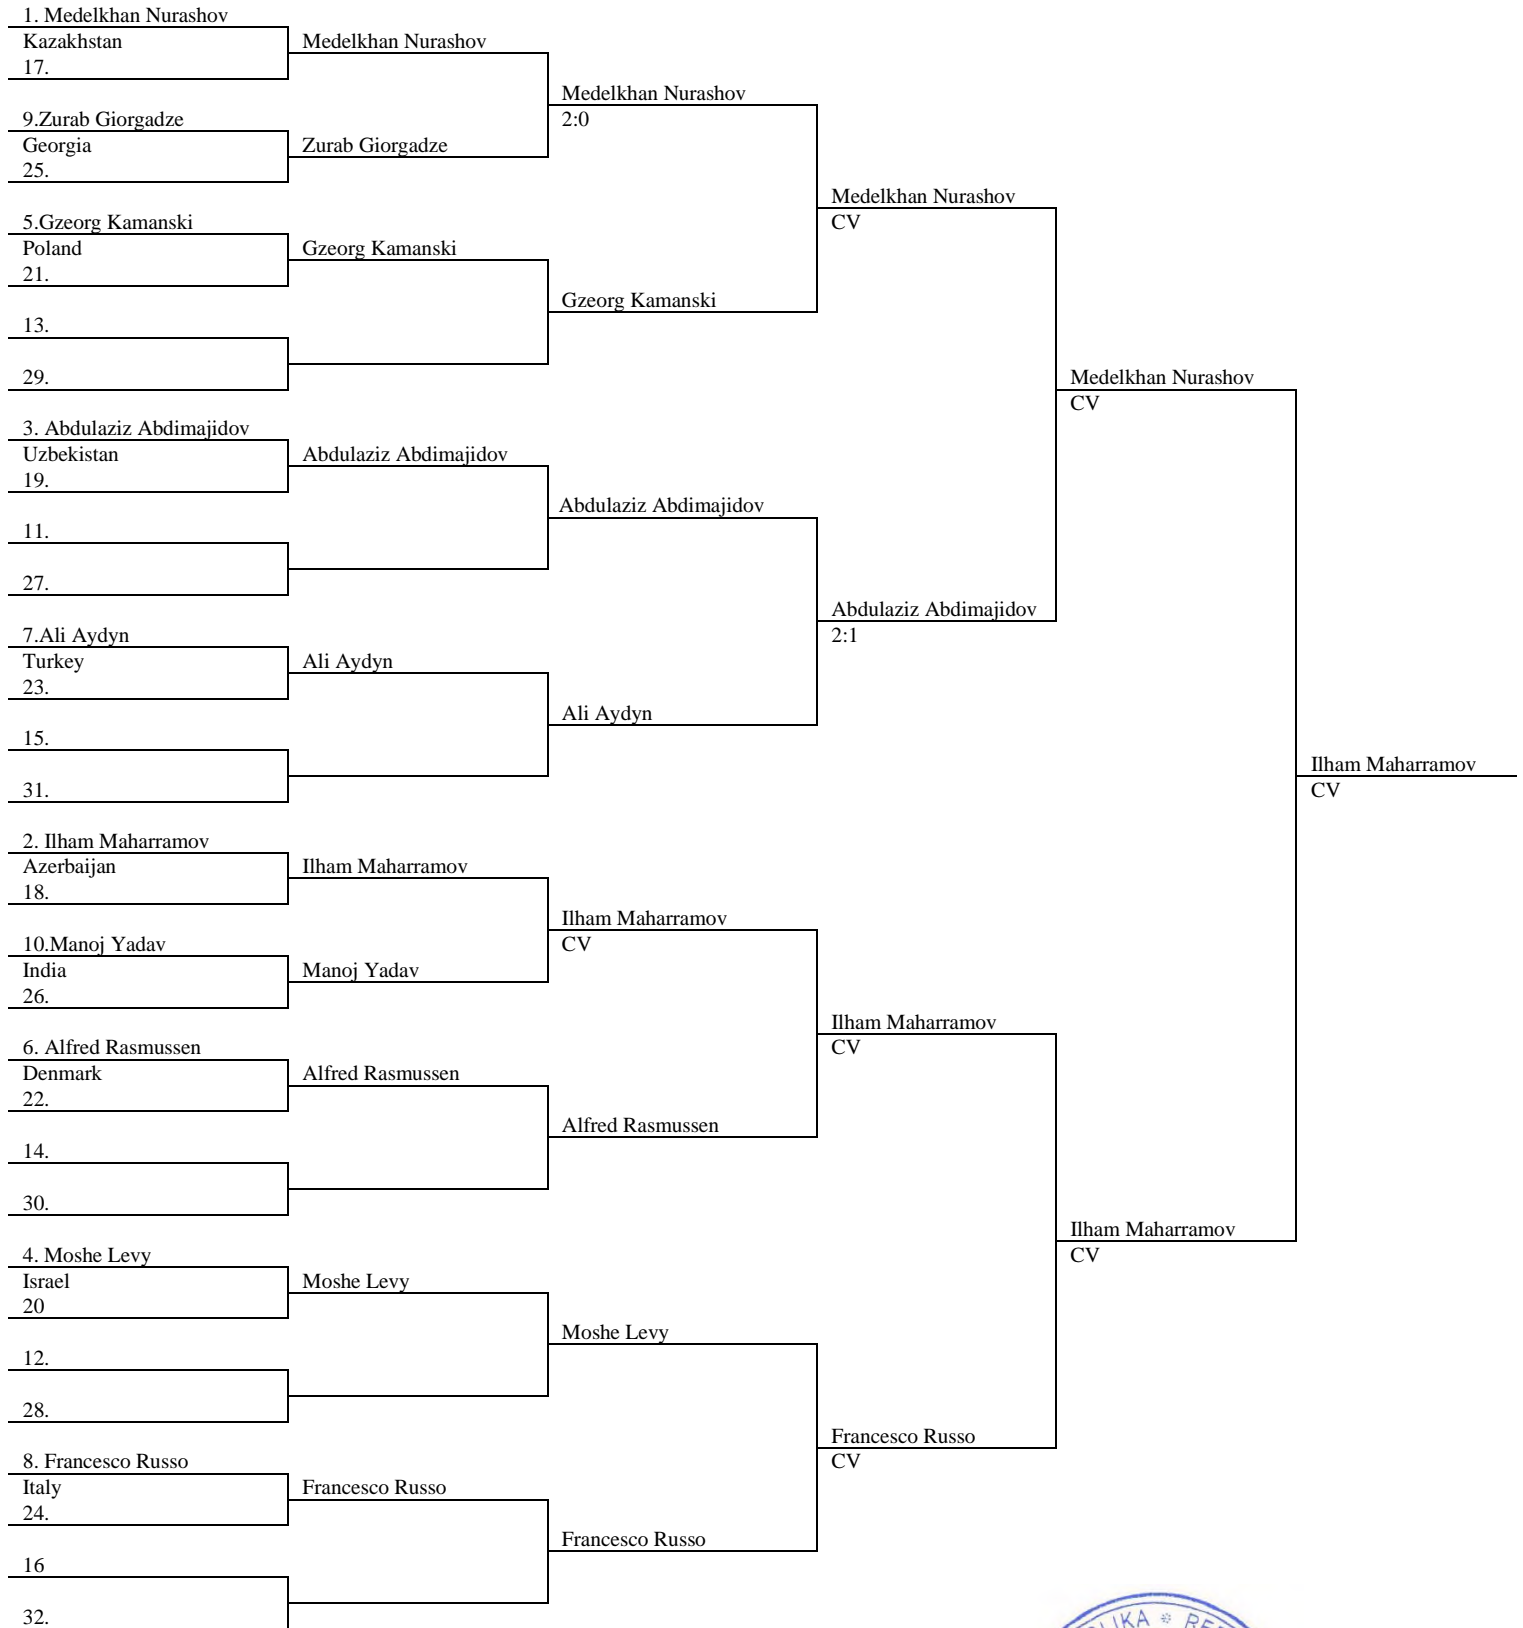 1. Medelkhan Nurashov
Kazakhstan
17.
9.Zurab Giorgadze
Georgia
25.
5.Gzeorg Kamanski
Poland
21.
13.
29.
3. Abdulaziz Abdimajidov
Uzbekistan
19.
11.
27.
7.Ali Aydyn
Turkey
23.
15.
31.
2. Ilham Maharramov
Azerbaijan
18.
10.Manoj Yadav
India
26.
6. Alfred Rasmussen
Denmark
22.
14.
30.
4. Moshe Levy
Israel
20
12.
28.
8. Francesco Russo
Italy
24.
16
32.
Medelkhan Nurashov
Zurab Giorgadze
Gzeorg Kamanski
Abdulaziz Abdimajidov
Ali Aydyn
Ilham Maharramov
Manoj Yadav
Alfred Rasmussen
Moshe Levy
Francesco Russo
Medelkhan Nurashov
2:0
Gzeorg Kamanski
Abdulaziz Abdimajidov
Ali Aydyn
Ilham Maharramov
CV
Alfred Rasmussen
Moshe Levy
Francesco Russo
Medelkhan Nurashov
CV
Abdulaziz Abdimajidov
2:1
Ilham Maharramov
CV
Francesco Russo
CV
Medelkhan Nurashov
CV
Ilham Maharramov
CV
Ilham Maharramov
CV